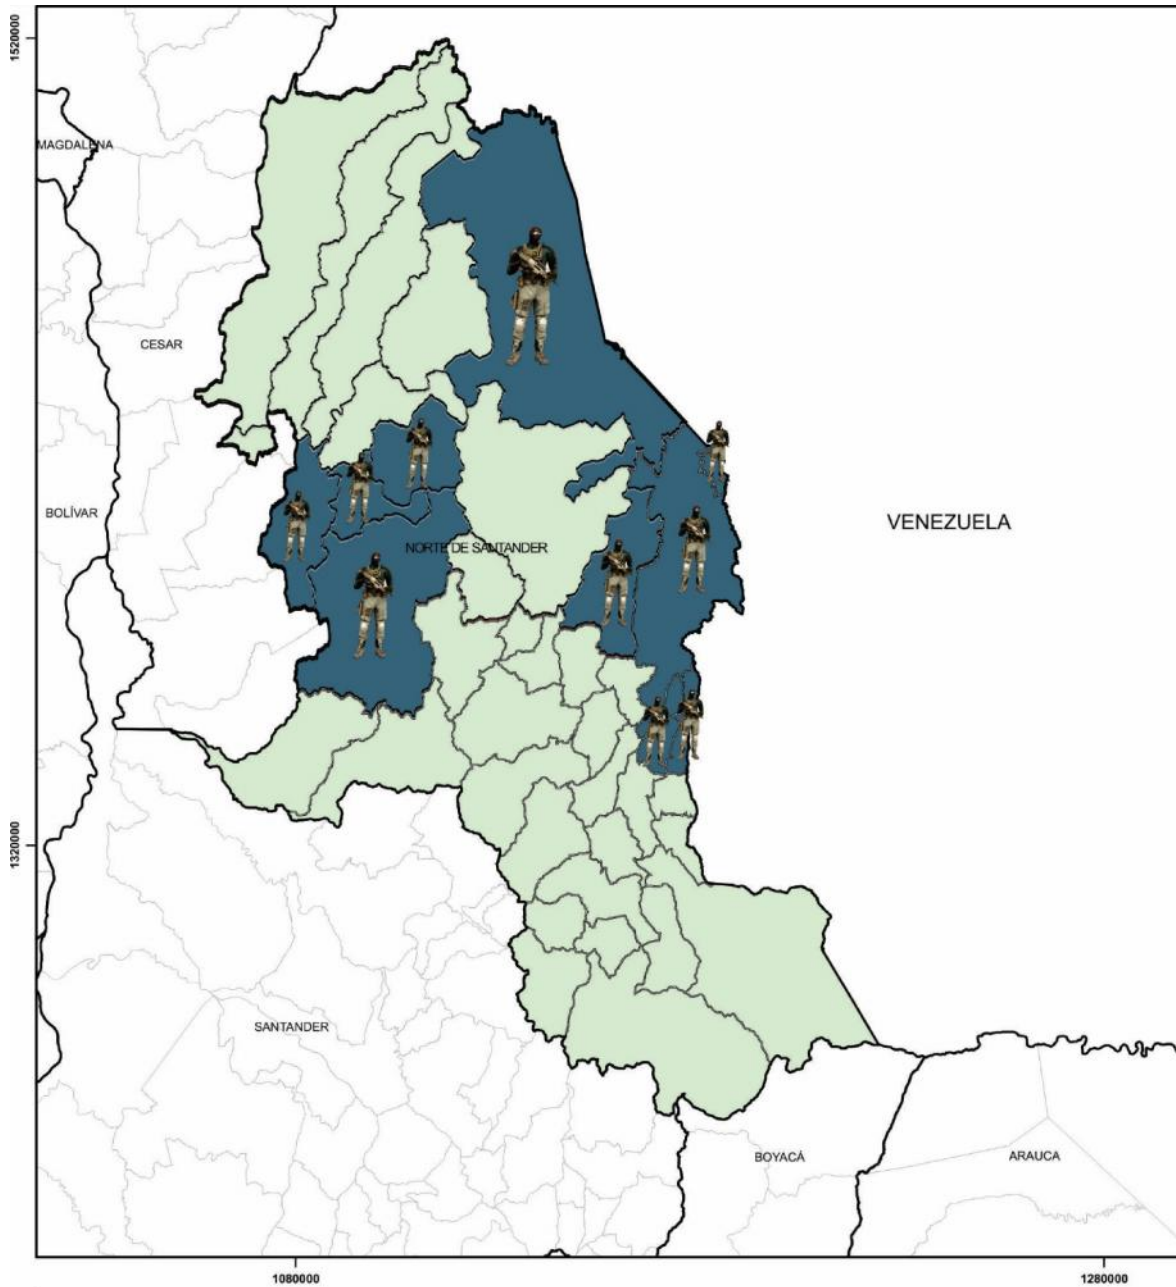 1520000
MAGDALENA
CESAR
BOLÍVAR
VENEZUELA
NORTE DE SANTANDER
1320000
SANTANDER
BOYACÁ
ARAUCA
1080000
1280000